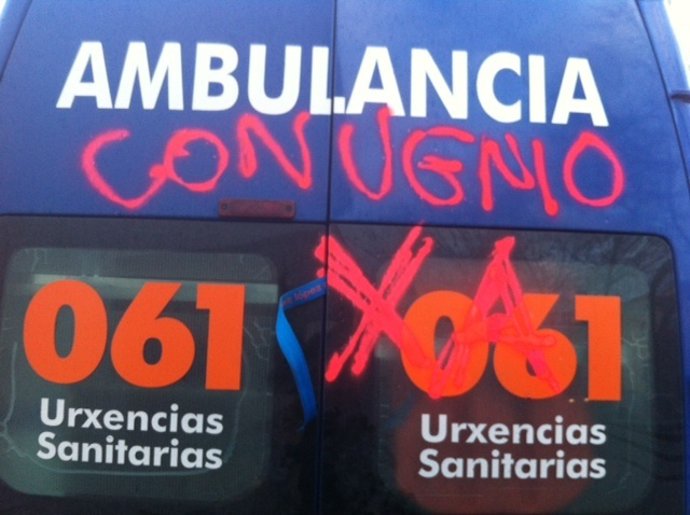 AMBULANCIA
CONVENIO
XA
061 061
Urxencias Urxencias
Sanitarias Sanitarias